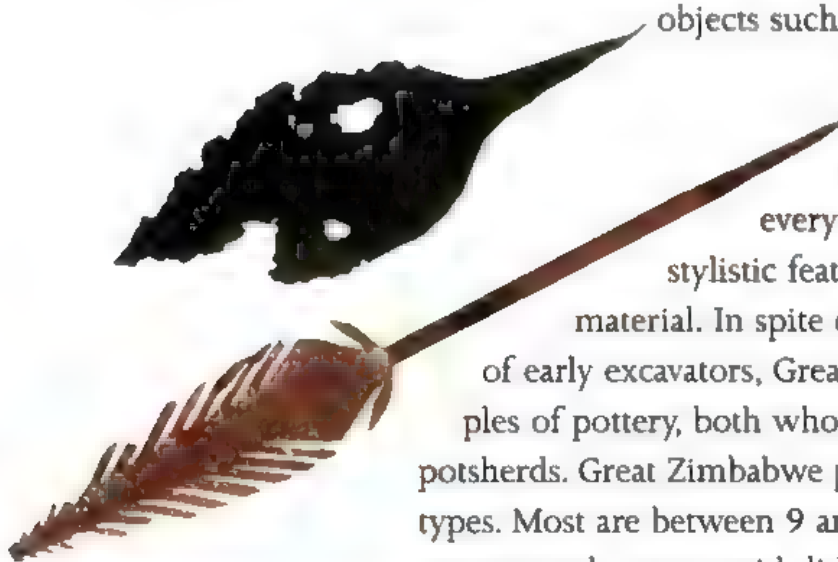 objects such
every
stylistic feat
material. In spite
of early excavators, Grea
ples of pottery, both who
potsherds. Great Zimbabwe
types. Most are between 9 a